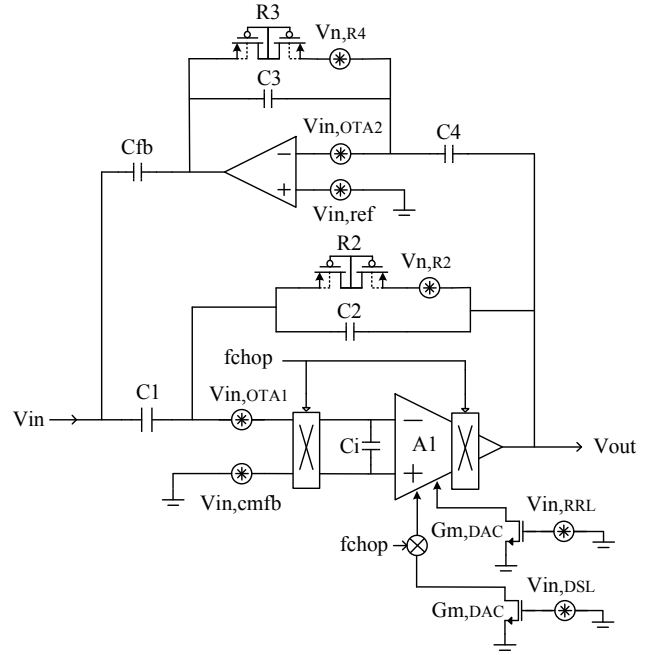 R3
Vn,R4
C3
Vin,OTA2
Cfb
C4
−
+
Vin,ref
R2
Vn,R2
C2
fchop
C1
Vin,OTA1
Vin
Ci
−
A1
+
Vout
Vin,cmfb
Vin,RRL
Gm,DAC
fchop
Vin,DSL
Gm,DAC